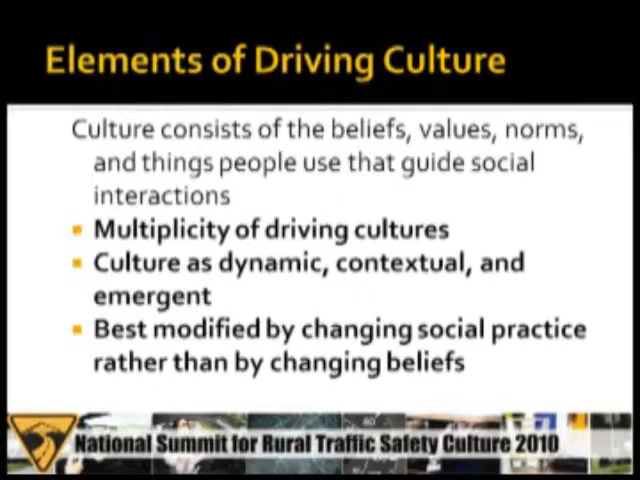 Elements of Driving Culture
Culture consists of the beliefs, values, norms,
and things people use that guide social
interactions
Multiplicity of driving cultures
Culture as dynamic, contextual, and
emergent
Best modified by changing social practice
rather than by changing beliefs
National Summit for Rural Traffic Safety Culture 2010